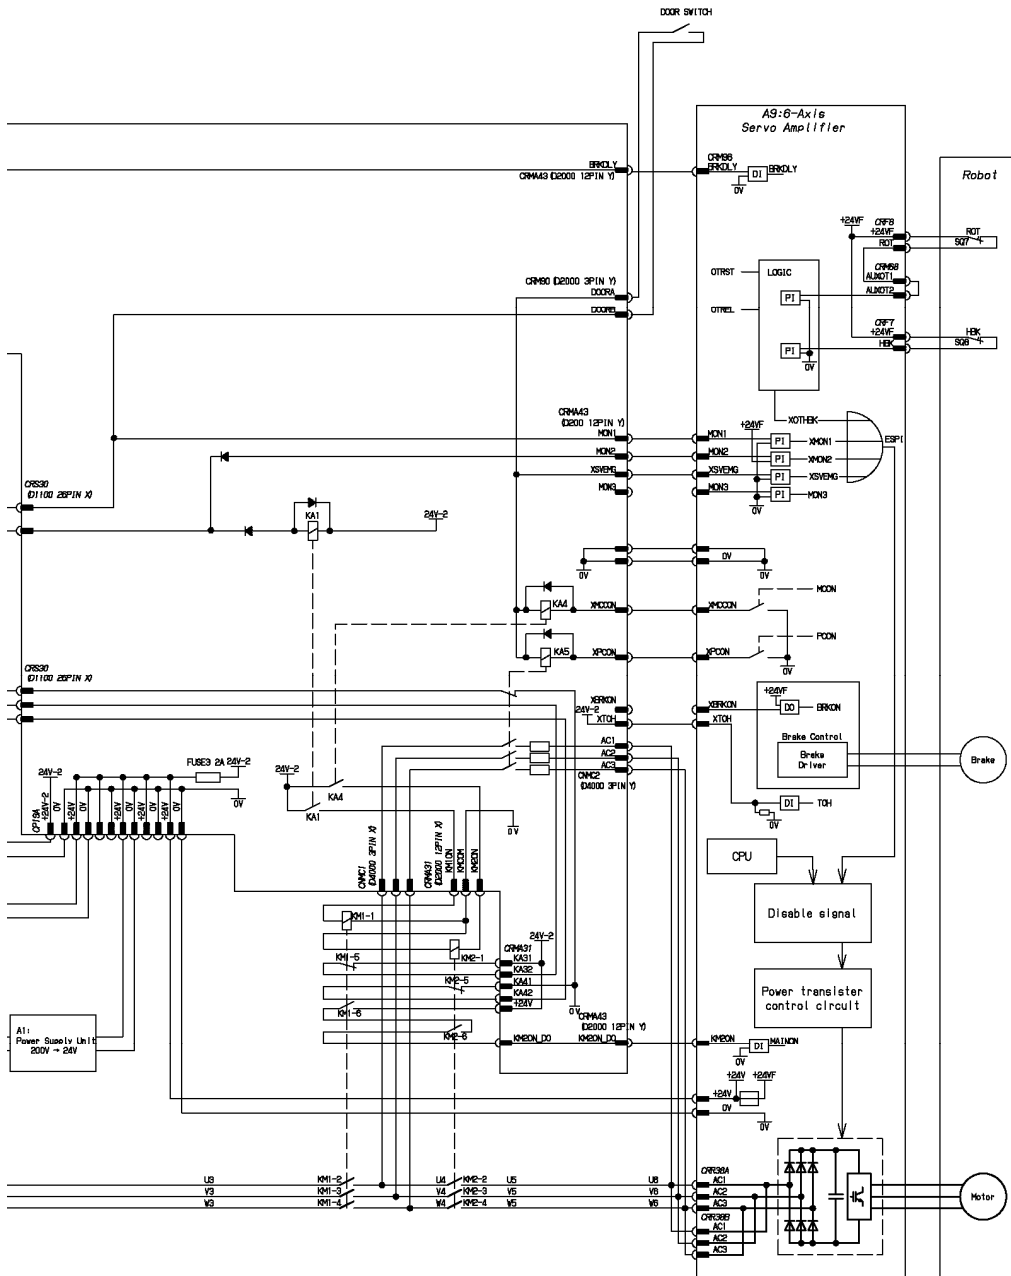 DOOR SWITCH
A9:6-Axis
Servo Amplifier
Robot
BRKDLY
CRMA43 (D2000 12PIN Y)
CRM96
BRKDLY
DI
BRKDLY
0V
+24VF
CRF8
+24VF
ROT
ROT
SQ7
CRM68
AUXOT1
AUXOT2
OTRST
LOGIC
PI
OTREL
PI
0V
CRF7
+24VF
HBK
HBK
SQ8
CRM90 (D2000 3PIN Y)
DOORA
DOORB
XOTHBK
CRMA43
(D200 12PIN Y)
MON1
MON1
+24VF
PI
XMON1
ESPI
MON2
MON2
PI
XMON2
XSVEMG
XSVEMG
PI
XSVEMG
MON3
MON3
PI
MON3
0V
CRS30
(D1100 26PIN X)
KA1
24V-2
0V
0V
0V
KA4
XMCCON
XMCCON
MCON
KA5
XPCON
XPCON
PCON
0V
CRS30
(D1100 26PIN X)
XBRKON
24V-2
XTOH
XBRKON
XTOH
+24VF
DO
BRKON
Brake Control
Brake
Driver
Brake
AC1
AC2
AC3
CNMC2
(D4000 3PIN Y)
DI
TOH
0V
FUSE3 2A
24V-2
24V-2
0V
CP19A
+24V-2
0V
+24V
0V
+24V
0V
+24V
0V
24V-2
KA4
KA1
0V
CNMC1
(D4000 3PIN X)
CRMA31
(D2000 12PIN X)
KM1ON
KMCOM
KM2ON
CPU
Disable signal
Power transister
control circuit
KM1-1
KM2-1
KM1-5
KM2-5
KM1-6
KM2-6
CRMA31
24V-2
KA31
KA32
KA41
KA42
+24V
0V
CRMA43
(D2000 12PIN Y)
KM2ON_DO
KM2ON_DO
KM2ON
DI
MAINON
0V
A1:
Power Supply Unit
200V → 24V
+24V
+24V
+24VF
0V
0V
U3
KM1-2
U4
KM2-2
U5
U6
V3
KM1-3
V4
KM2-3
V5
V6
W3
KM1-4
W4
KM2-4
W5
W6
CRR38A
AC1
AC2
AC3
CRR38B
AC1
AC2
AC3
Motor